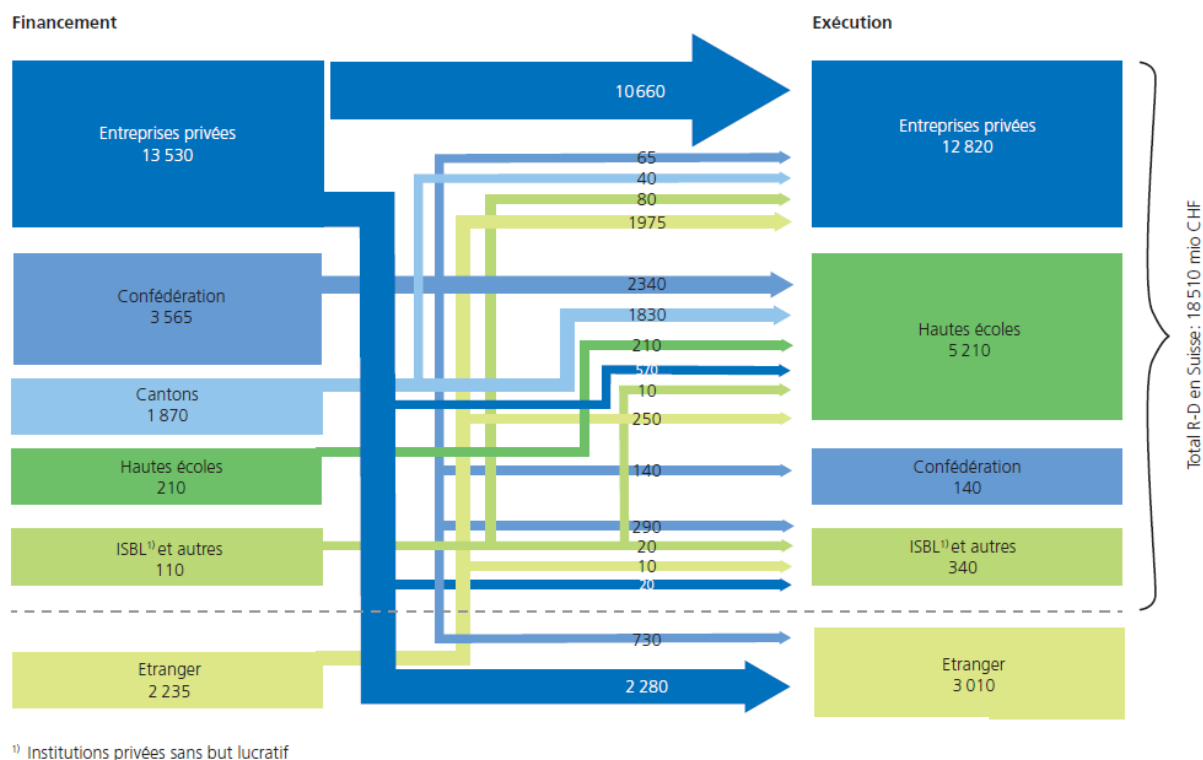 Financement
Exécution
Entreprises privées
13 530
10 660
Entreprises privées
12 820
65
40
80
1975
Confédération
3 565
2340
1830
210
570
10
250
Hautes écoles
5 210
Cantons
1 870
Hautes écoles
210
140
Confédération
140
ISBL¹⁾ et autres
110
290
20
10
20
ISBL¹⁾ et autres
340
Total R-D en Suisse: 18 510 mio CHF
730
Etranger
2 235
2 280
Etranger
3 010
¹⁾ Institutions privées sans but lucratif